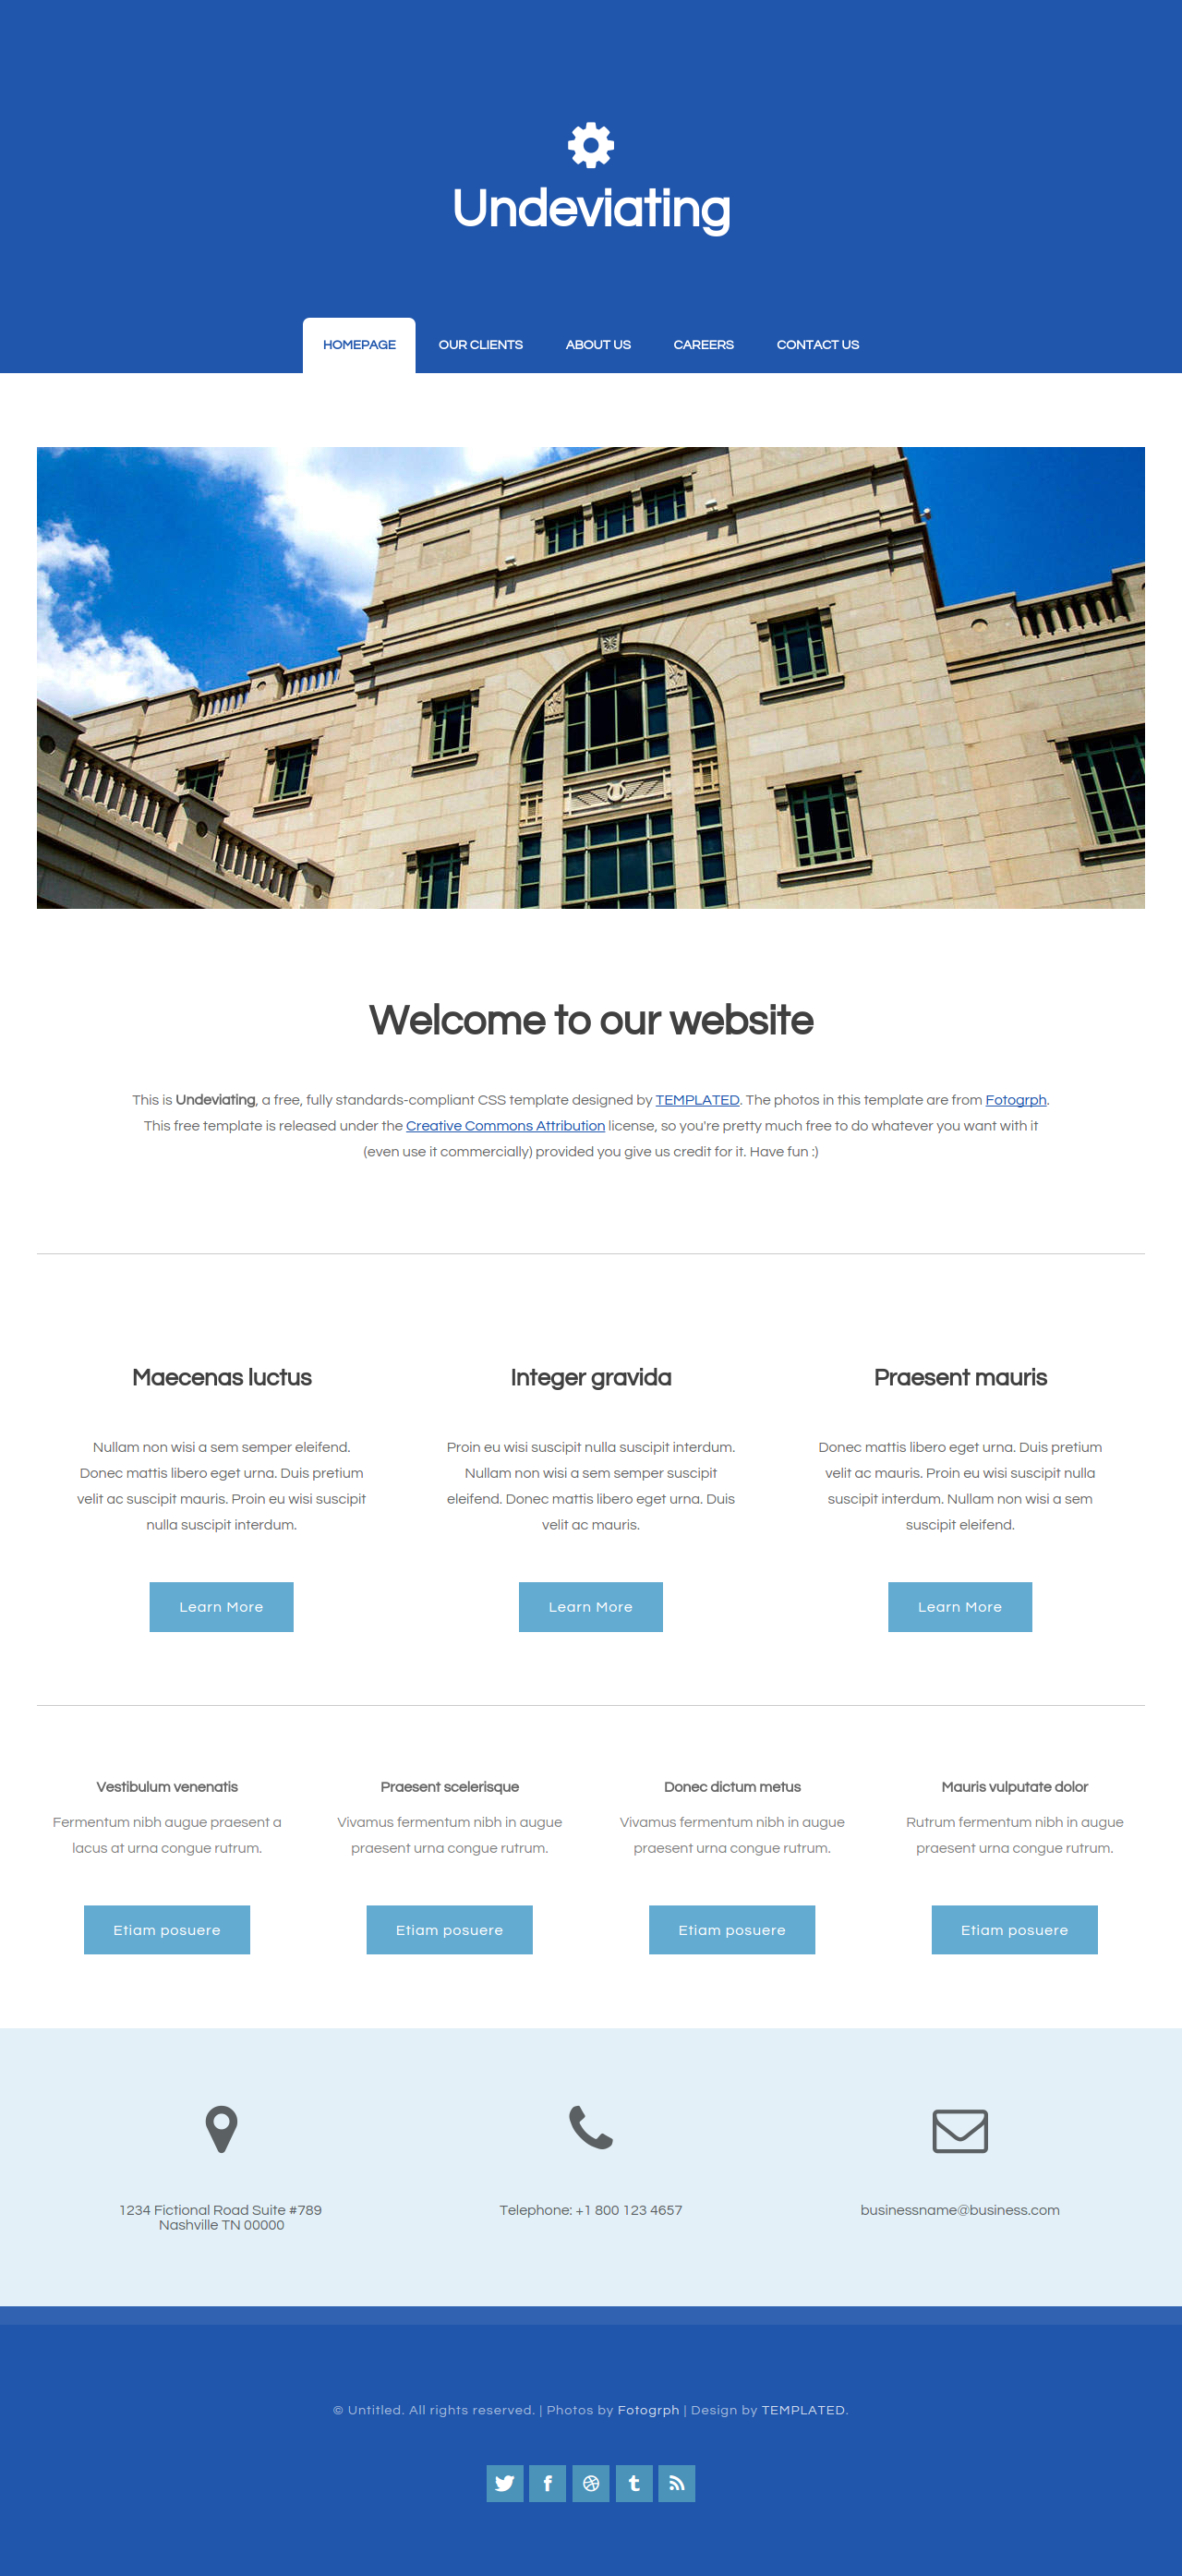 Undeviating
HOMEPAGE OUR CLIENTS ABOUT US CAREERS CONTACT US
Welcome to our website
This is Undeviating, a free, fully standards-compliant CSS template designed by TEMPLATED. The photos in this template are from Fotogrph.
This free template is released under the Creative Commons Attribution license, so you're pretty much free to do whatever you want with it
(even use it commercially) provided you give us credit for it. Have fun :)
Maecenas luctus
Nullam non wisi a sem semper eleifend.
Donec mattis libero eget urna. Duis pretium
velit ac suscipit mauris. Proin eu wisi suscipit
nulla suscipit interdum.
Learn More
Integer gravida
Proin eu wisi suscipit nulla suscipit interdum.
Nullam non wisi a sem semper suscipit
eleifend. Donec mattis libero eget urna. Duis
velit ac mauris.
Learn More
Praesent mauris
Donec mattis libero eget urna. Duis pretium
velit ac mauris. Proin eu wisi suscipit nulla
suscipit interdum. Nullam non wisi a sem
suscipit eleifend.
Learn More
Vestibulum venenatis
Fermentum nibh augue praesent a
lacus at urna congue rutrum.
Etiam posuere
Praesent scelerisque
Vivamus fermentum nibh in augue
praesent urna congue rutrum.
Etiam posuere
Donec dictum metus
Vivamus fermentum nibh in augue
praesent urna congue rutrum.
Etiam posuere
Mauris vulputate dolor
Rutrum fermentum nibh in augue
praesent urna congue rutrum.
Etiam posuere
1234 Fictional Road Suite #789
Nashville TN 00000
Telephone: +1 800 123 4657
businessname@business.com
© Untitled. All rights reserved. | Photos by Fotogrph | Design by TEMPLATED.